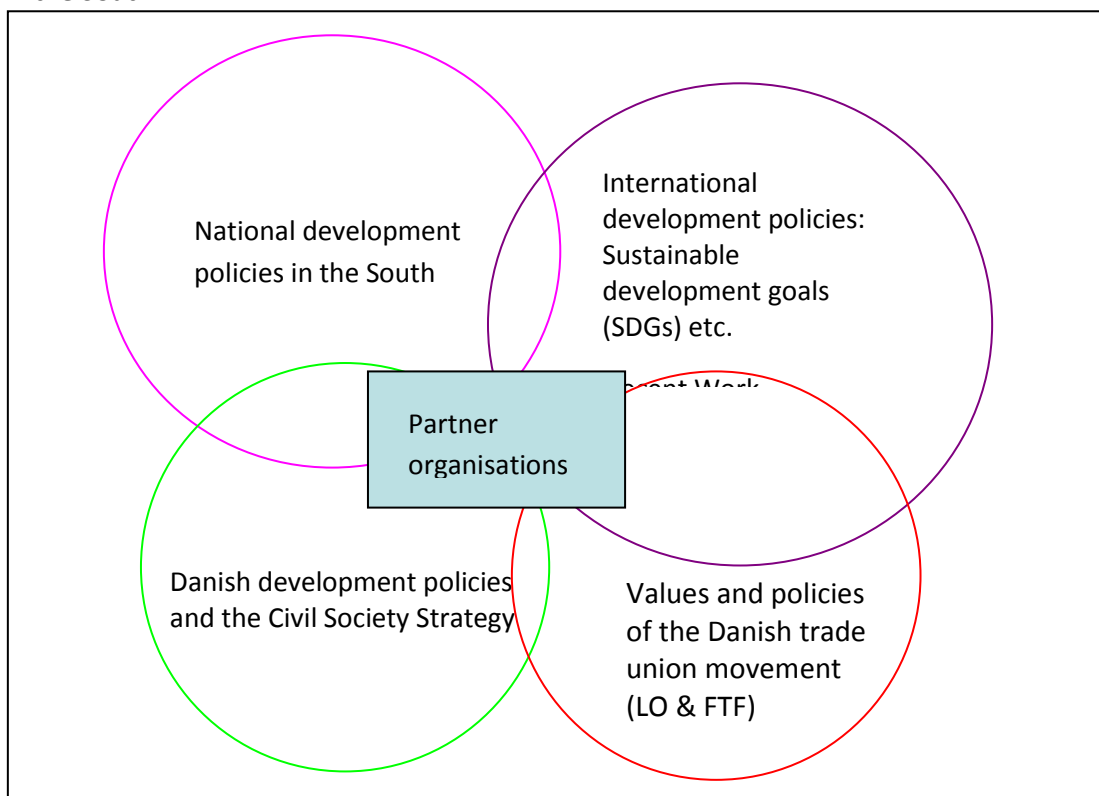 National development
policies in the South
International
development policies:
Sustainable
development goals
(SDGs) etc.
Work
Partner
organisations
Danish development policies
and the Civil Society Strategy
Values and policies
of the Danish trade
union movement
(LO & FTF)